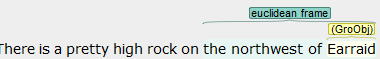 euclidean frame
(GroObj)
There is a pretty high rock on the northwest of Earraid